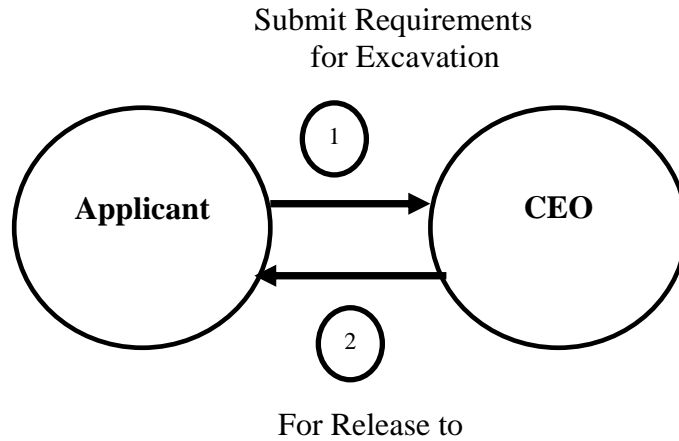 Submit Requirements
for Excavation
1
Applicant
CEO
2
For Release to